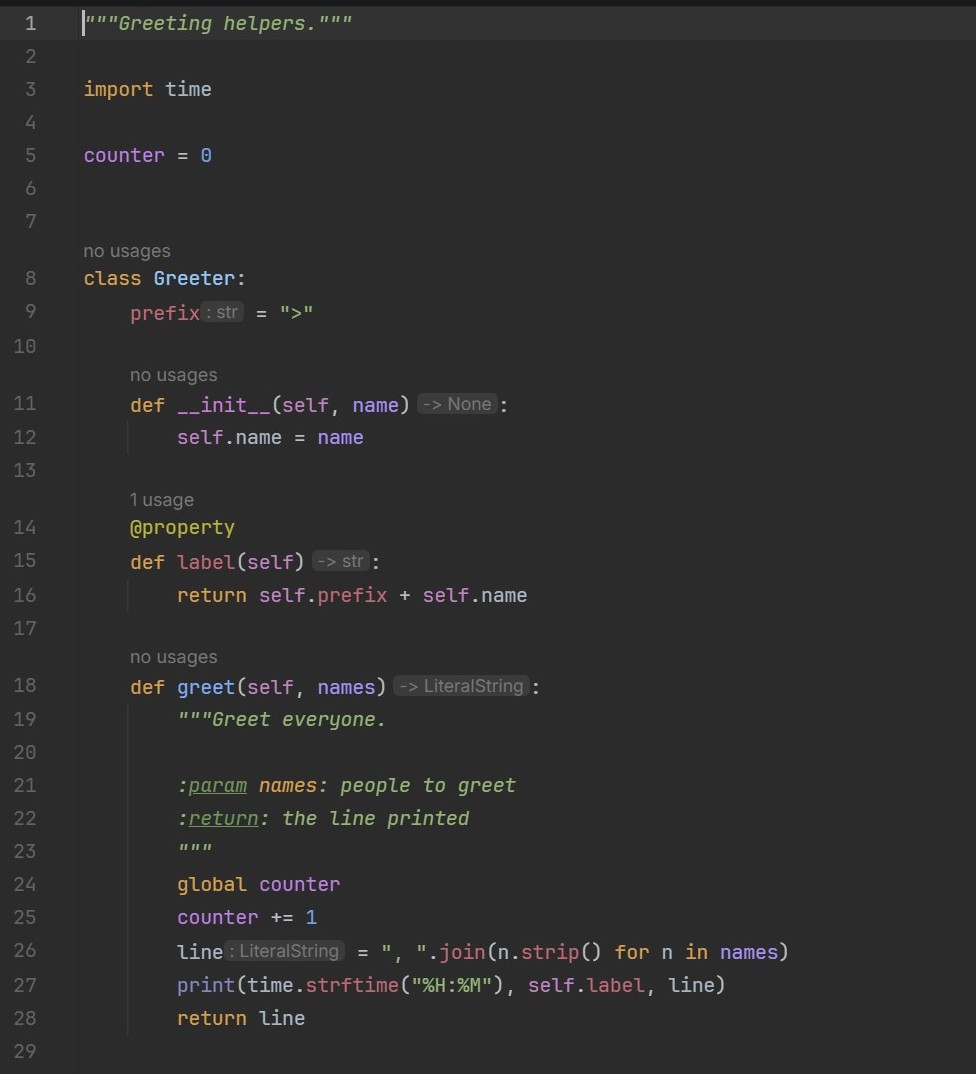 1 """Greeting helpers."""
2
3 import time
4
5 counter = 0
6
7
no usages
8 class Greeter:
9     prefix : str = ">"
10
no usages
11     def __init__(self, name) -> None :
12         self.name = name
13
1 usage
14     @property
15     def label(self) -> str :
16         return self.prefix + self.name
17
no usages
18     def greet(self, names) -> LiteralString :
19         """Greet everyone.
20
21         :param names: people to greet
22         :return: the line printed
23         """
24         global counter
25         counter += 1
26         line : LiteralString = ", ".join(n.strip() for n in names)
27         print(time.strftime("%H:%M"), self.label, line)
28         return line
29